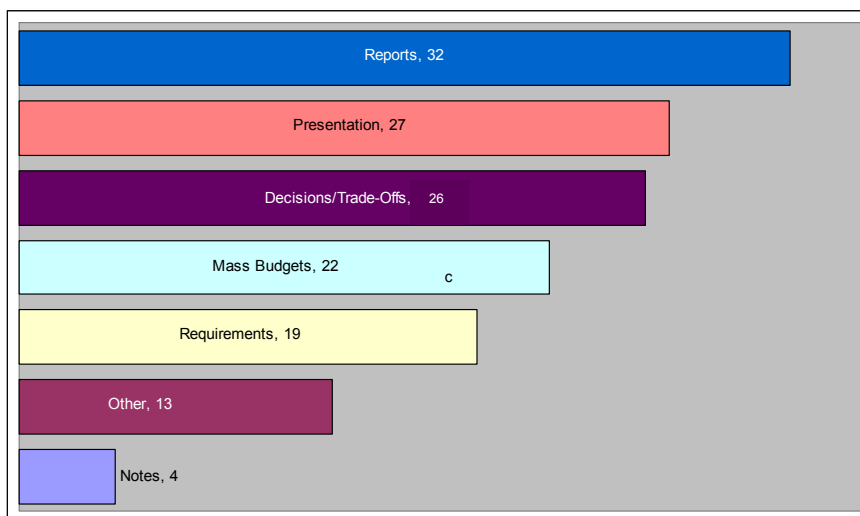 Reports, 32
Presentation, 27
Decisions/Trade-Offs, 26
Mass Budgets, 22
c
Requirements, 19
Other, 13
Notes, 4